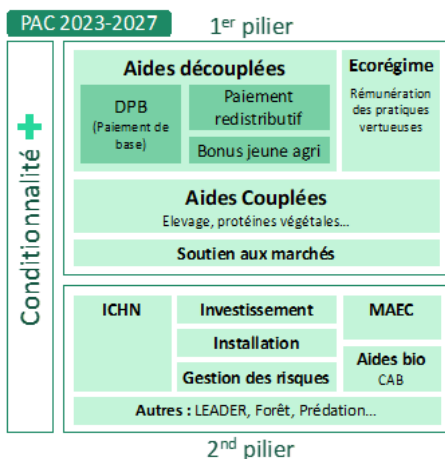 PAC 2023-2027
1er pilier
Conditionnalité +
Aides découplées
DPB
(Paiement de
base)
Paiement
redistributif
Bonus jeune agri
Ecorégime
Rémunération
des pratiques
vertueuses
Aides Couplées
Elevage, protéines végétales...
Soutien aux marchés
ICHN
Investissement
Installation
Gestion des risques
MAEC
Aides bio
CAB
Autres : LEADER, Forêt, Prédation...
2nd pilier